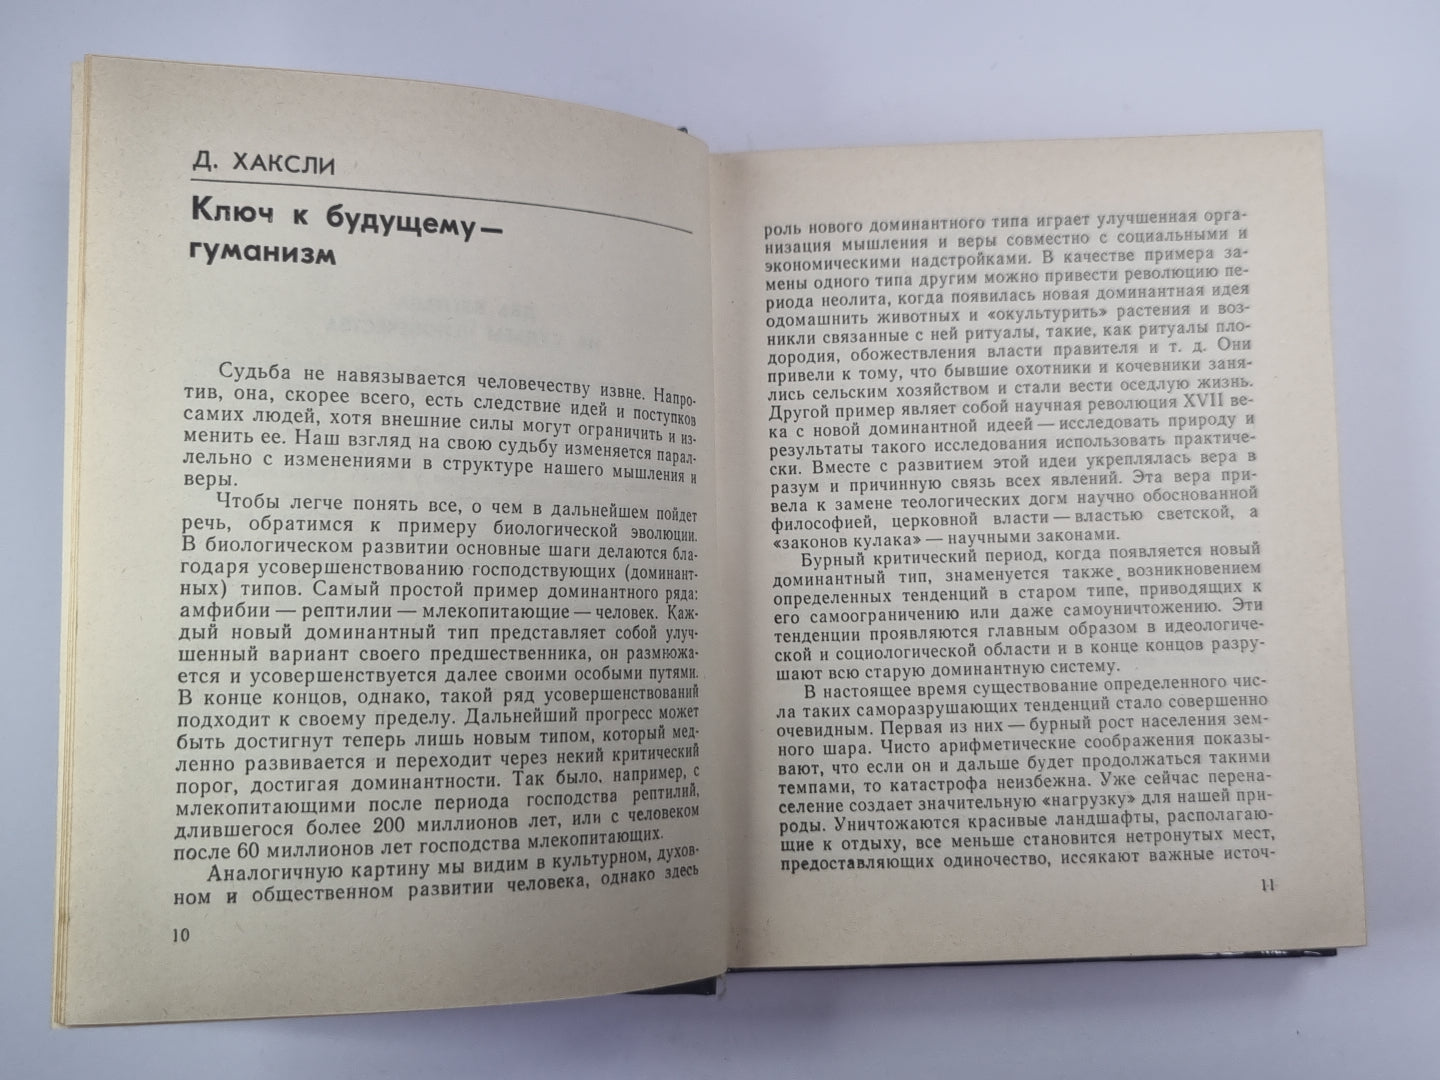 Д. ХАКСЛИ
Ключ к будущему—
гуманизм
Судьба не навязывается человечеству извне. Напро-
тив, она, скорее всего, есть следствие идей и поступков
самих людей, хотя внешние силы могут ограничить и из-
менить ее. Наш взгляд на свою судьбу изменяется парал-
лельно с изменениями в структуре нашего мышления и
веры.
Чтобы легче понять все, о чем в дальнейшем пойдет
речь, обратимся к примеру биологической эволюции.
В биологическом развитии основные шаги делаются бла-
годаря усовершенствованию господствующих (доминант-
ных) типов. Самый простой пример доминантного ряда:
амфибии — рептилии — млекопитающие — человек. Каж-
дый новый доминантный тип представляет собой улуч-
шенный вариант своего предшественника, он размножа-
ется и усовершенствуется далее своими особыми путями.
В конце концов, однако, такой ряд усовершенствований
подходит к своему пределу. Дальнейший прогресс может
быть достигнут теперь лишь новым типом, который мед-
ленно развивается и переходит через некий критический
порог, достигая доминантности. Так было, например, с
млекопитающими после периода господства рептилий,
длившегося более 200 миллионов лет, или с человеком
после 60 миллионов лет господства млекопитающих.
Аналогичную картину мы видим в культурном, духов-
ном и общественном развитии человека, однако здесь
10
роль нового доминантного типа играет улучшенная орга-
низация мышления и веры совместно с социальными и
экономическими надстройками. В качестве примера за-
мены одного типа другим можно привести революцию пе-
риода неолита, когда появилась новая доминантная идея
одомашнить животных и «окультурить» растения и воз-
никли связанные с ней ритуалы, такие, как ритуалы пло-
дородия, обожествления власти правителя и т. д. Они
привели к тому, что бывшие охотники и кочевники заня-
лись сельским хозяйством и стали вести оседлую жизнь.
Другой пример являет собой научная революция XVII ве-
ка с новой доминантной идеей — исследовать природу и
результаты такого исследования использовать практиче-
ски. Вместе с развитием этой идеи укреплялась вера в
разум и причинную связь всех явлений. Эта вера при-
вела к замене теологических догм научно обоснованной
философией, церковной власти — властью светской, а
«законов кулака» — научными законами.
Бурный критический период, когда появляется новый
доминантный тип, знаменуется также возникновением
определенных тенденций в старом типе, приводящих к
его самоограничению или даже самоуничтожению. Эти
тенденции проявляются главным образом в идеологиче-
ской и социологической области и в конце концов разру-
шают всю старую доминантную систему.
В настоящее время существование определенного чис-
ла таких саморазрушающих тенденций стало совершенно
очевидным. Первая из них — бурный рост населения зем-
ного шара. Чисто арифметические соображения показы-
вают, что если он и дальше будет продолжаться такими
темпами, то катастрофа неизбежна. Уже сейчас перена-
селение создает значительную «нагрузку» для нашей при-
роды. Уничтожаются красивые ландшафты, располагаю-
щие к отдыху, все меньше становится нетронутых мест,
предоставляющих одиночество, иссякают важные источ-
11